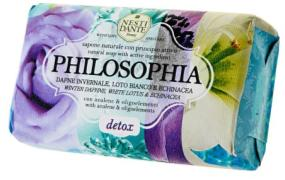 NESTI
DANTE
PHILOSOPHIA
sapone naturale con principio attivo
natural soap with active ingredient
DAFNE INVERNALE, LOTO BIANCO & ECHINACEA
WINTER DAPHNE, WHITE LOTUS & ECHINACEA
detox
con azulene & oligoelementi
with azulene & oligoelements